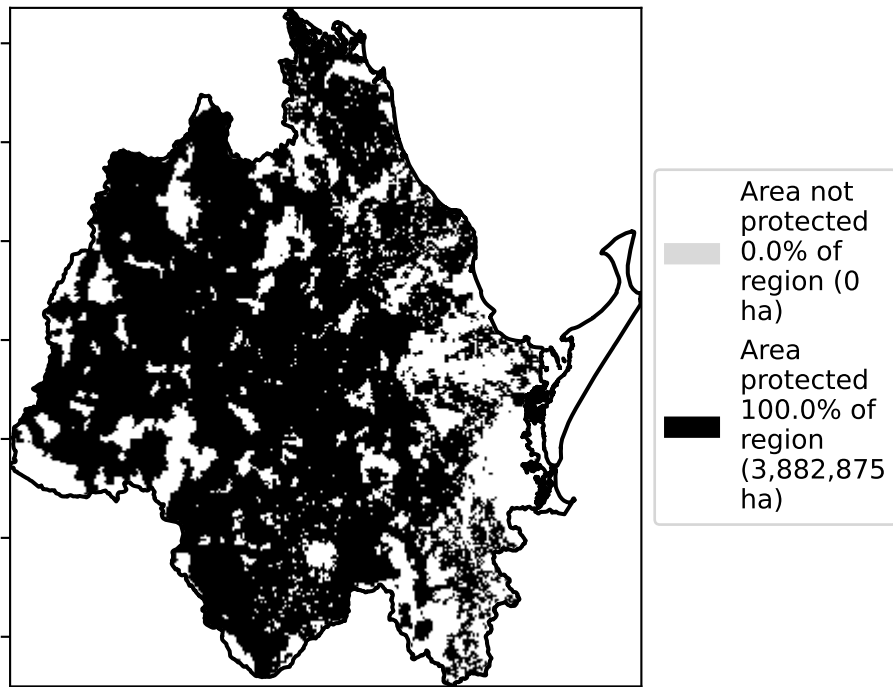 Area not
protected
0.0% of
region (0
ha)
Area
protected
100.0% of
region
(3,882,875
ha)